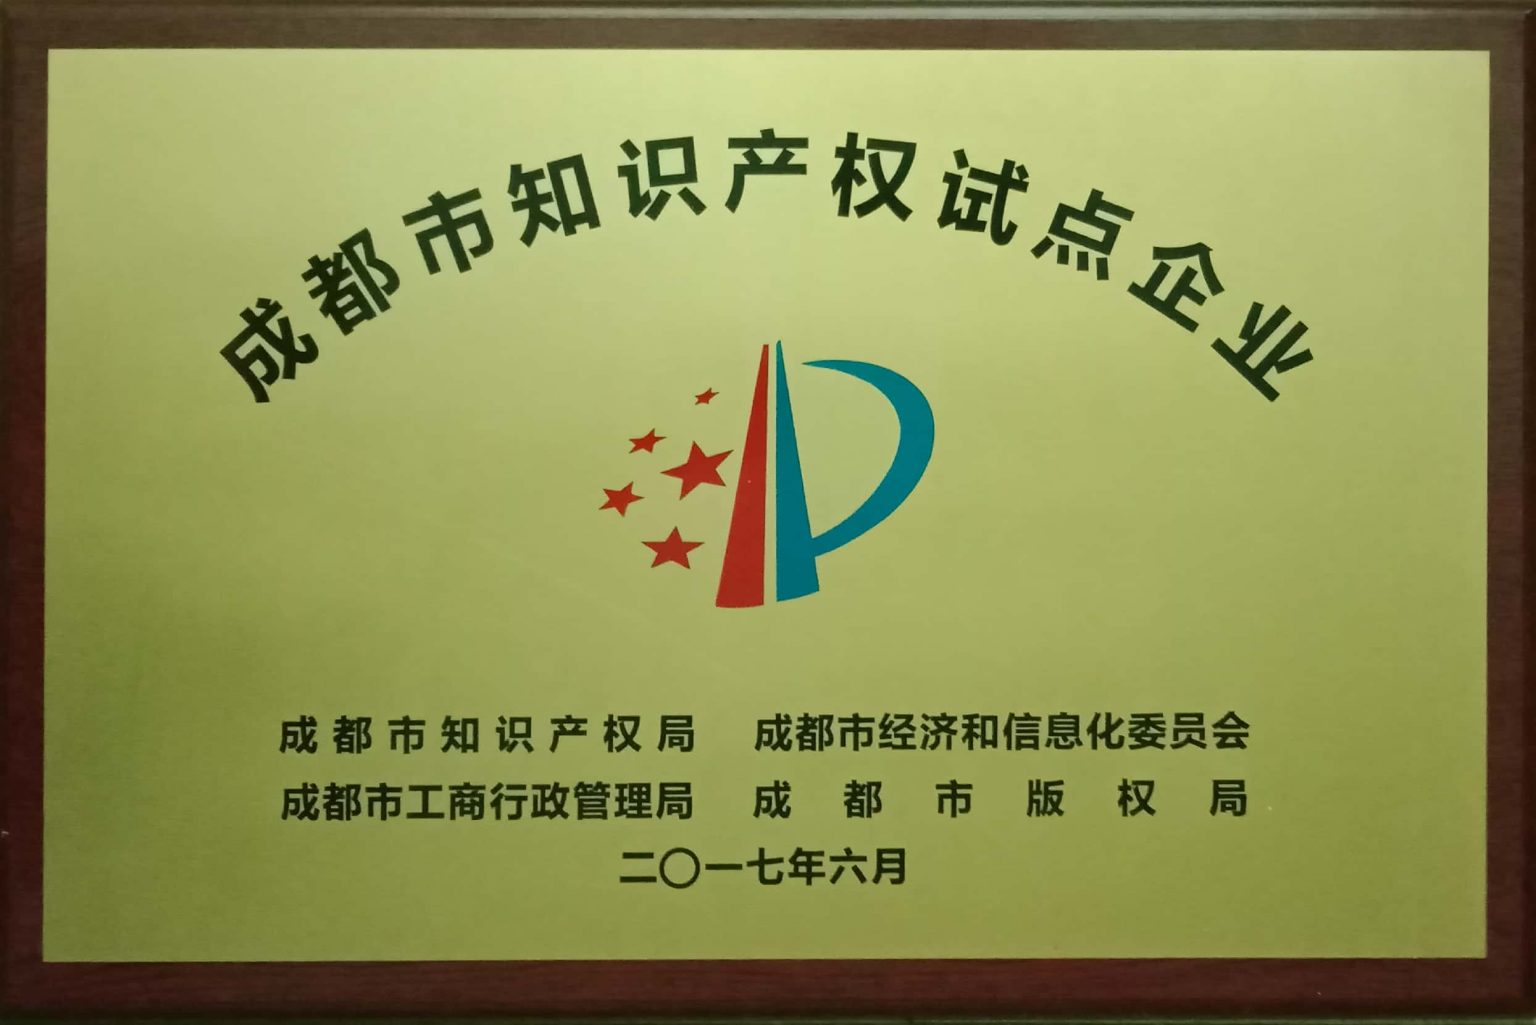 成都市知识产权试点企业
成都市知识产权局 成都市经济和信息化委员会
成都市工商行政管理局 成都市版权局
二〇一七年六月